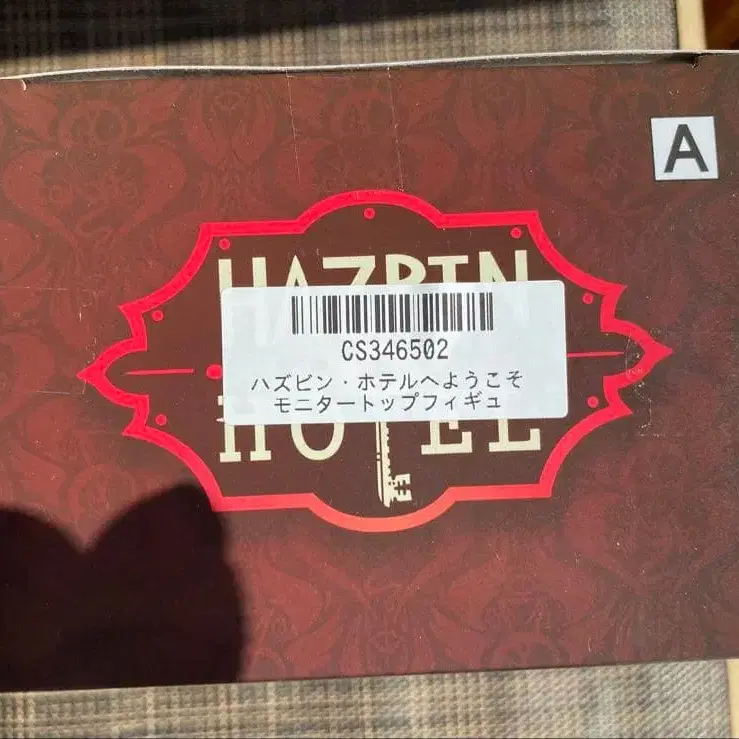 A
HAZBIN
CS346502
ハズビン・ホテルへようこそ
モニタートップフィギュ
HOTEL